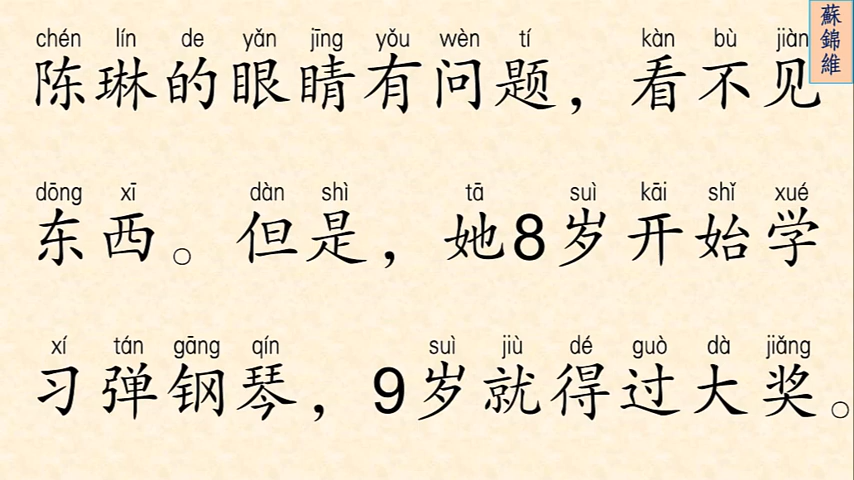 chén lín de yǎn jīng yǒu wèn tí kàn bù jiàn
陈琳的眼睛有问题，看不见
dōng xī dàn shì tā suì kāi shǐ xué
东西。但是，她8岁开始学
xí tán gāng qín suì jiù dé guò dà jiǎng
习弹钢琴，9岁就得过大奖。
蘇錦維